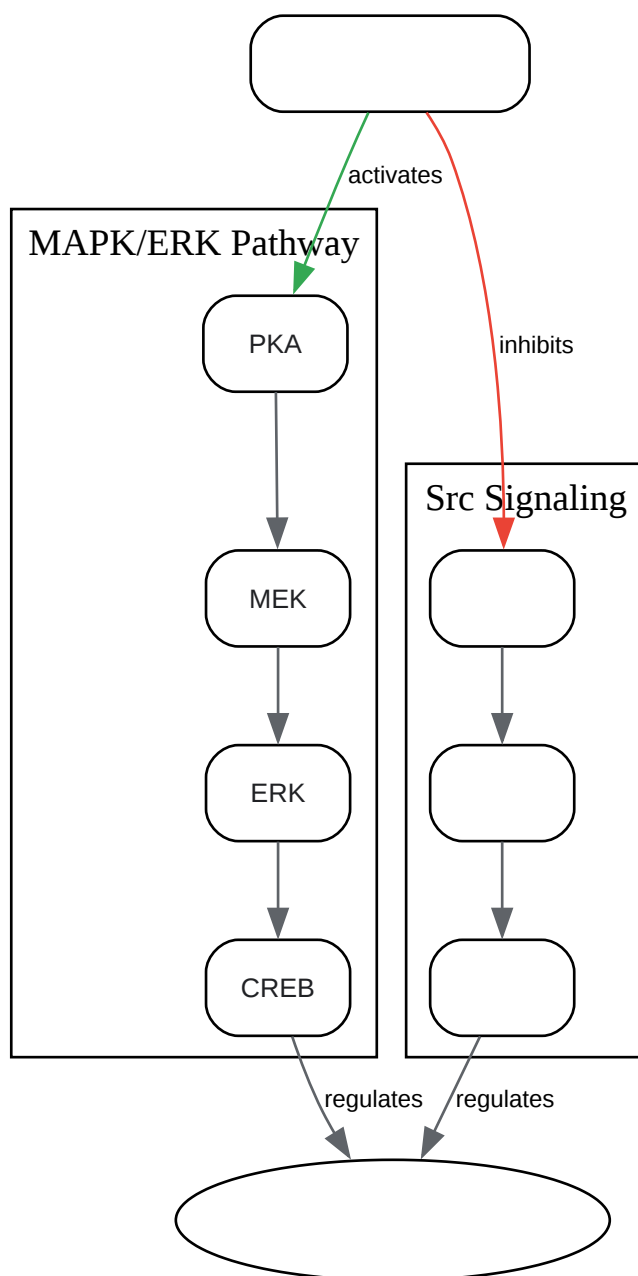 activates
MAPK/ERK Pathway
PKA
inhibits
Src Signaling
MEK
ERK
CREB
regulates
regulates